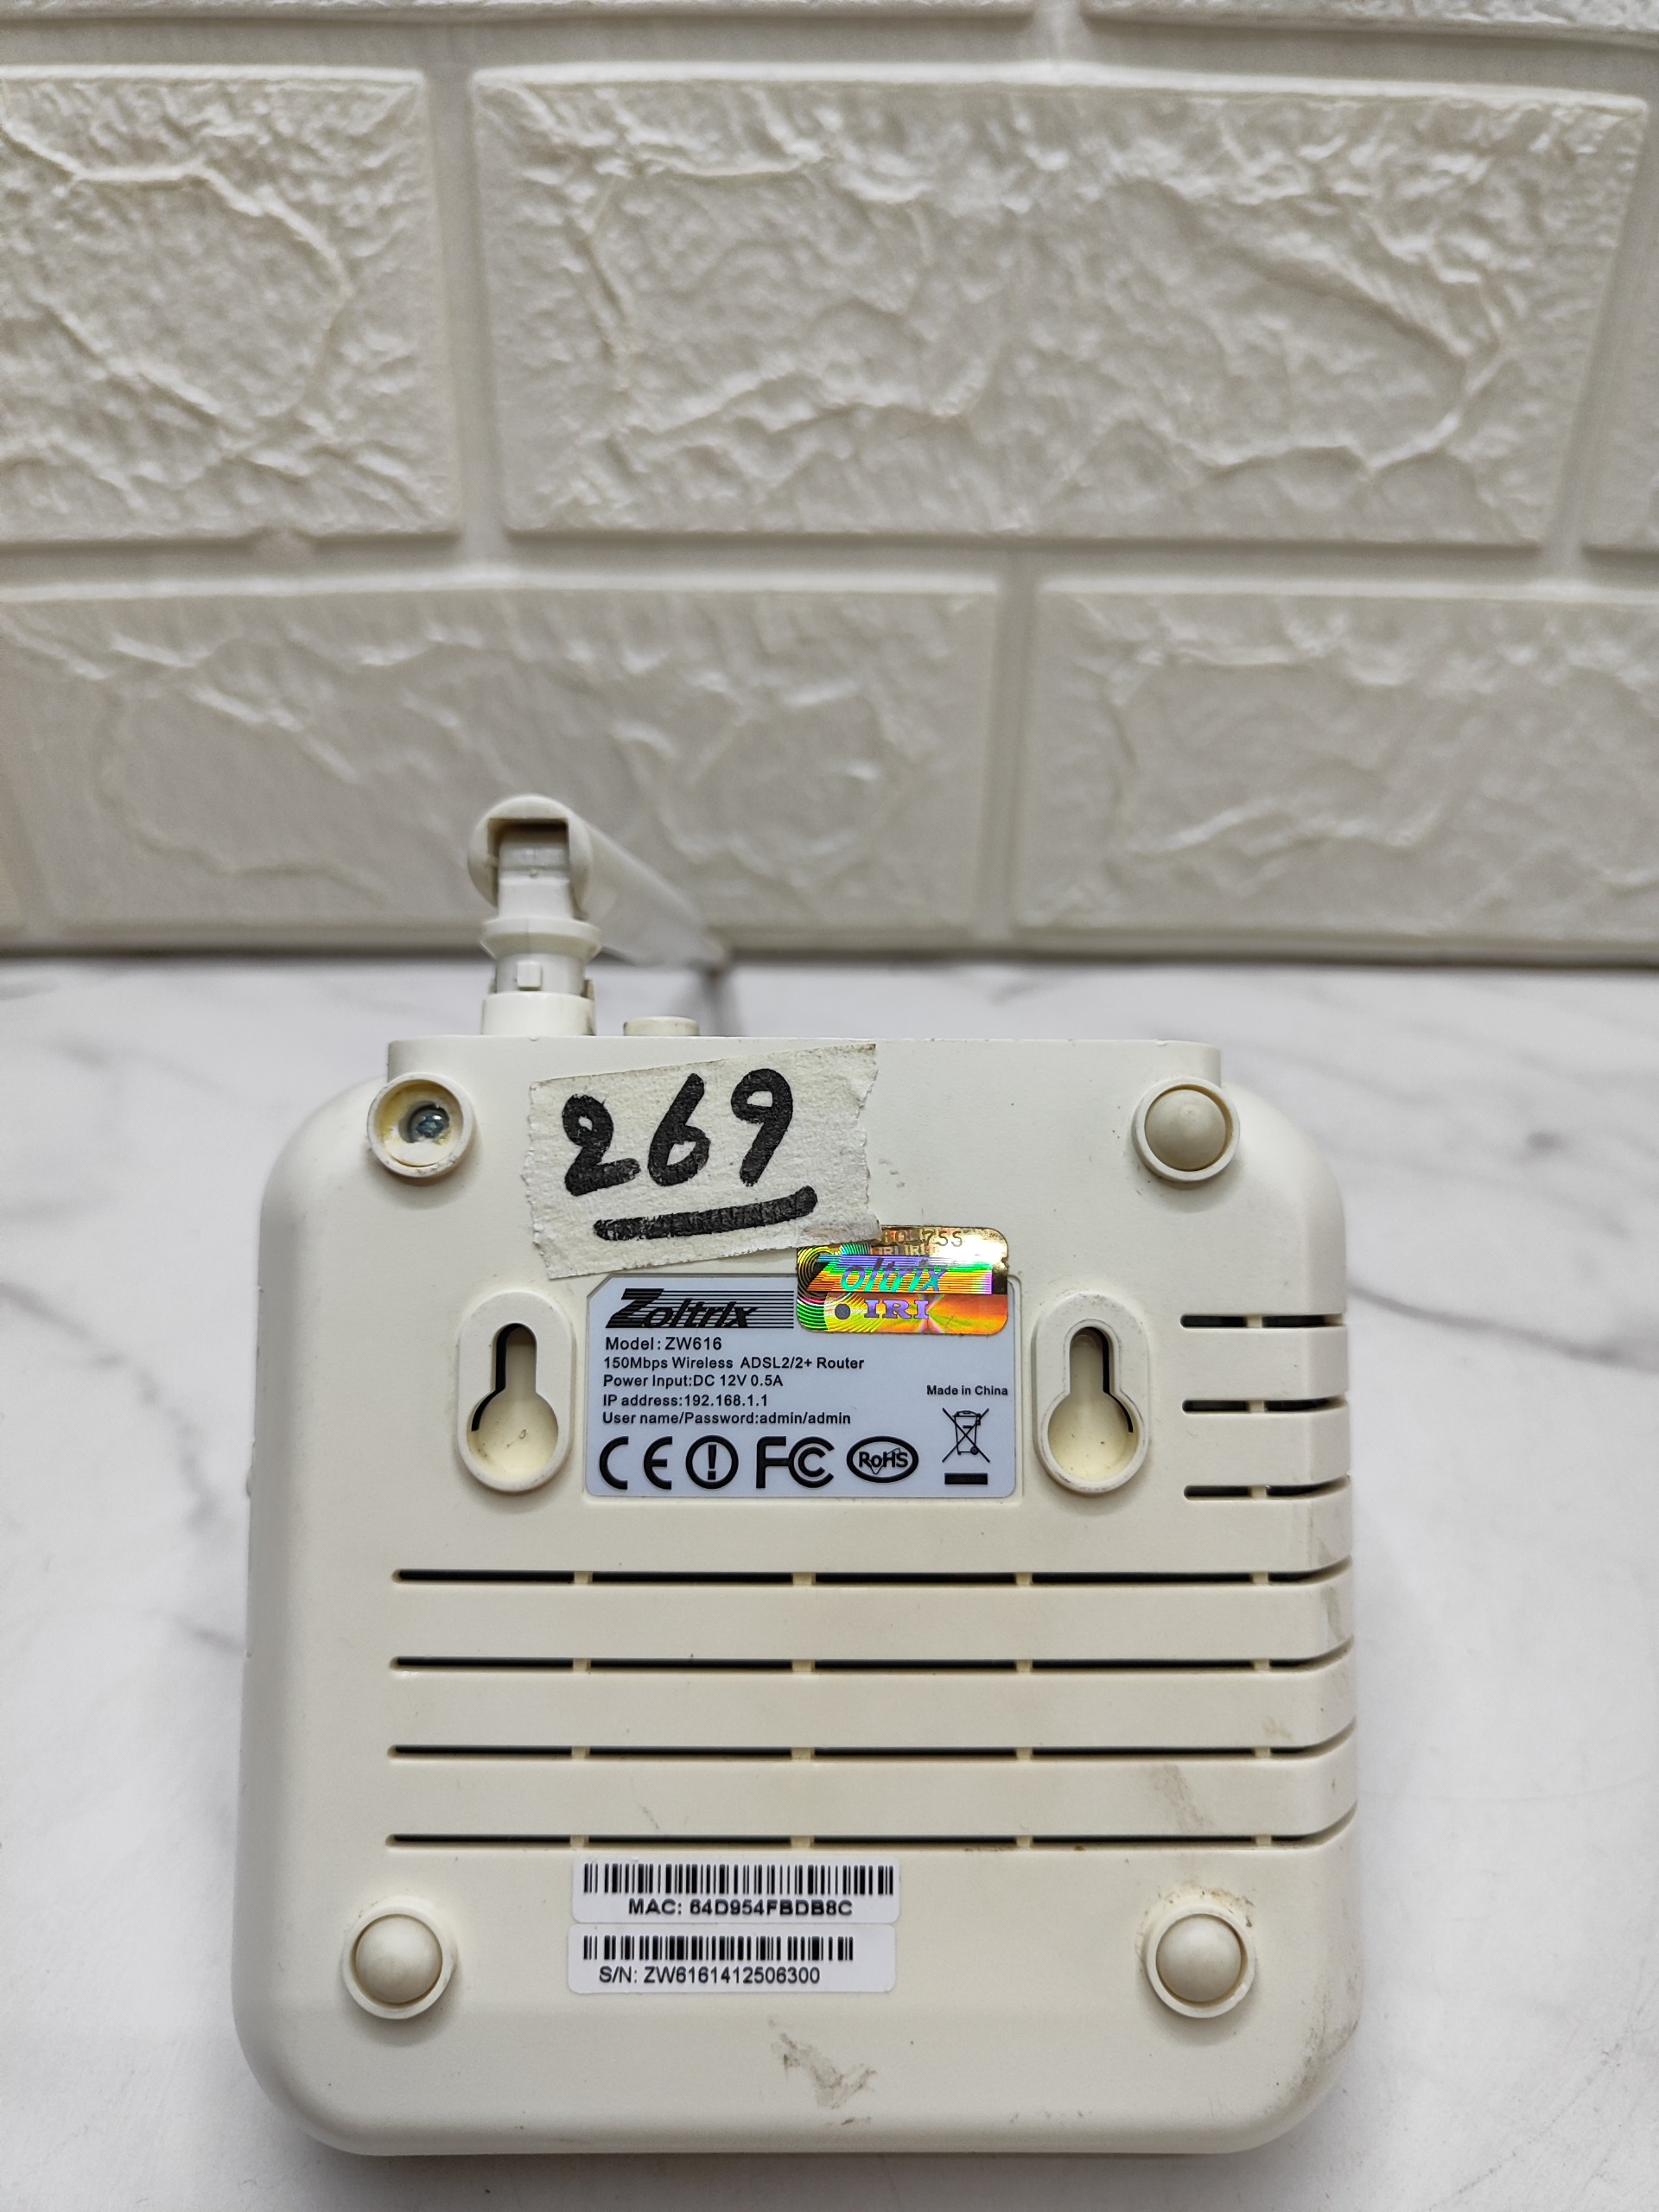 269
Zoltrix
IRI
Zoltrix
Model: ZW616
150Mbps Wireless ADSL2/2+ Router
Power Input:DC 12V 0.5A
IP address:192.168.1.1
User name/Password:admin/admin
Made in China
CE FC RoHS
MAC: 64D954FBDB8C
S/N: ZW6161412506300